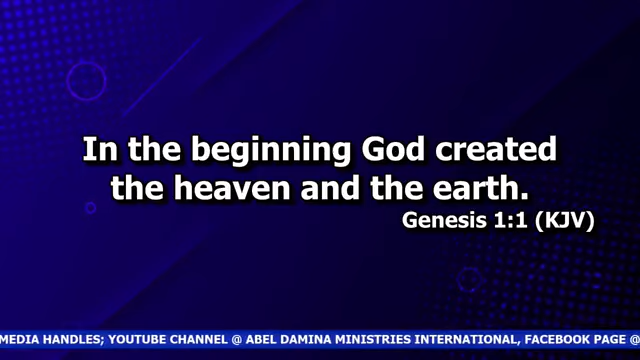 In the beginning God created
the heaven and the earth.
Genesis 1:1 (KJV)
MEDIA HANDLES; YOUTUBE CHANNEL @ ABEL DAMINA MINISTRIES INTERNATIONAL, FACEBOOK PAGE @